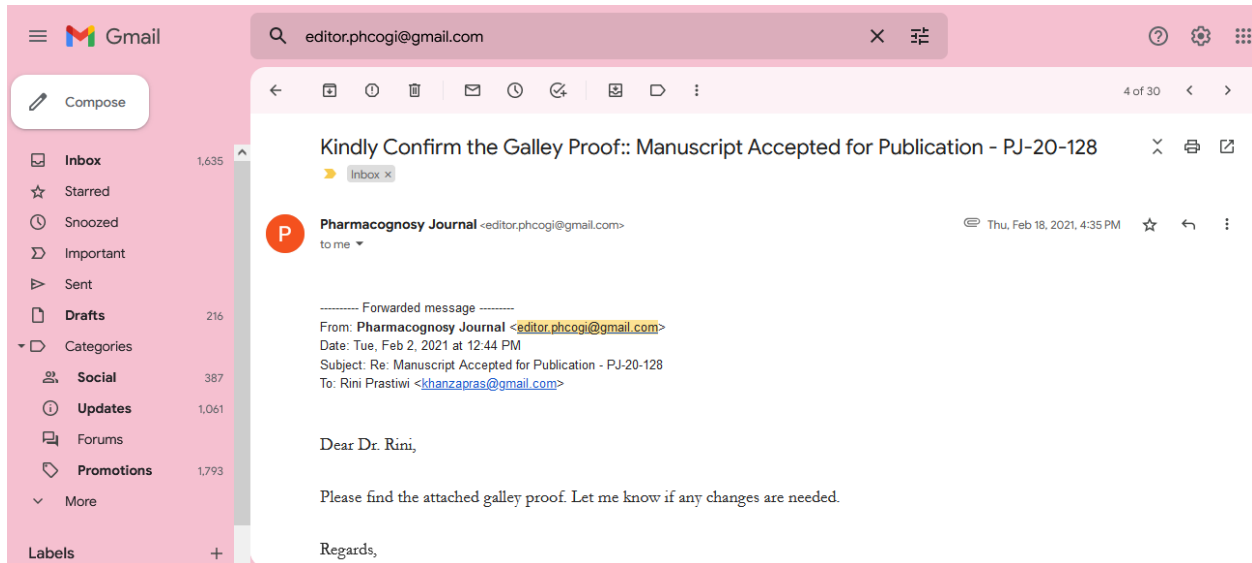 Gmail
editor.phcogi@gmail.com
Compose
4 of 30
Inbox 1,635
Starred
Snoozed
Important
Sent
Drafts 216
Categories
Social 387
Updates 1,061
Forums
Promotions 1,793
More
Labels +
Kindly Confirm the Galley Proof:: Manuscript Accepted for Publication - PJ-20-128
Inbox ×
P
Pharmacognosy Journal <editor.phcogi@gmail.com> Thu, Feb 18, 2021, 4:35 PM
to me
---------- Forwarded message ---------
From: Pharmacognosy Journal <editor.phcogi@gmail.com>
Date: Tue, Feb 2, 2021 at 12:44 PM
Subject: Re: Manuscript Accepted for Publication - PJ-20-128
To: Rini Prastiwi <khanzapras@gmail.com>
Dear Dr. Rini,
Please find the attached galley proof. Let me know if any changes are needed.
Regards,